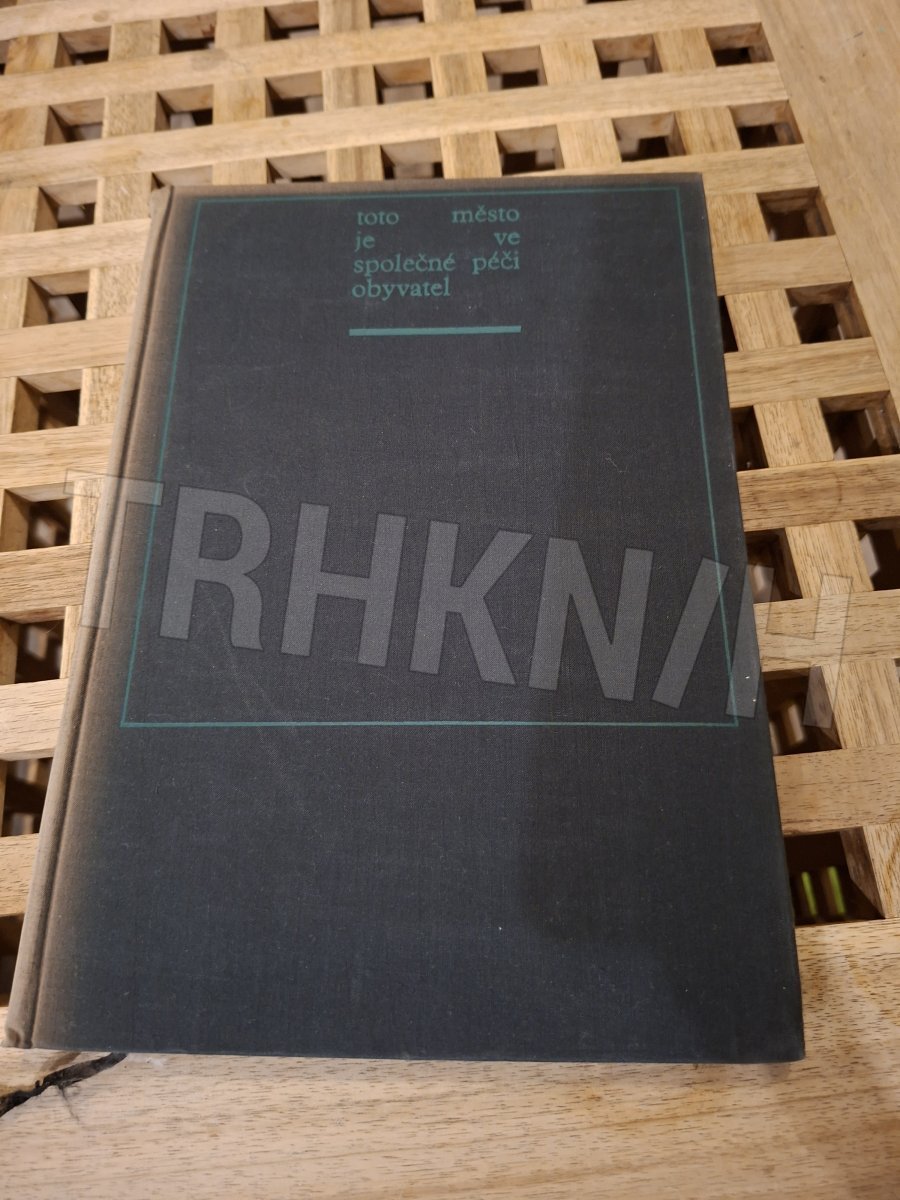 toto město
je ve
společné péči
obyvatel
TRHKNIH